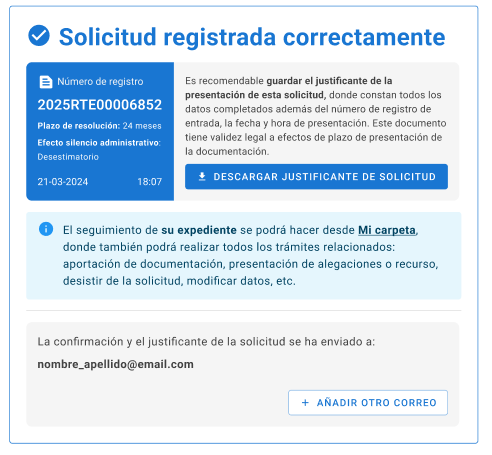 Solicitud registrada correctamente
Número de registro
2025RTE00006852
Plazo de resolución: 24 meses
Efecto silencio administrativo:
Desestimatorio
21-03-2024 18:07
Es recomendable guardar el justificante de la
presentación de esta solicitud, donde constan todos los
datos completados además del número de registro de
entrada, la fecha y hora de presentación. Este documento
tiene validez legal a efectos de plazo de presentación de
la documentación.
DESCARGAR JUSTIFICANTE DE SOLICITUD
El seguimiento de su expediente se podrá hacer desde Mi carpeta,
donde también podrá realizar todos los trámites relacionados:
aportación de documentación, presentación de alegaciones o recurso,
desistir de la solicitud, modificar datos, etc.
La confirmación y el justificante de la solicitud se ha enviado a:
nombre_apellido@email.com
+ AÑADIR OTRO CORREO